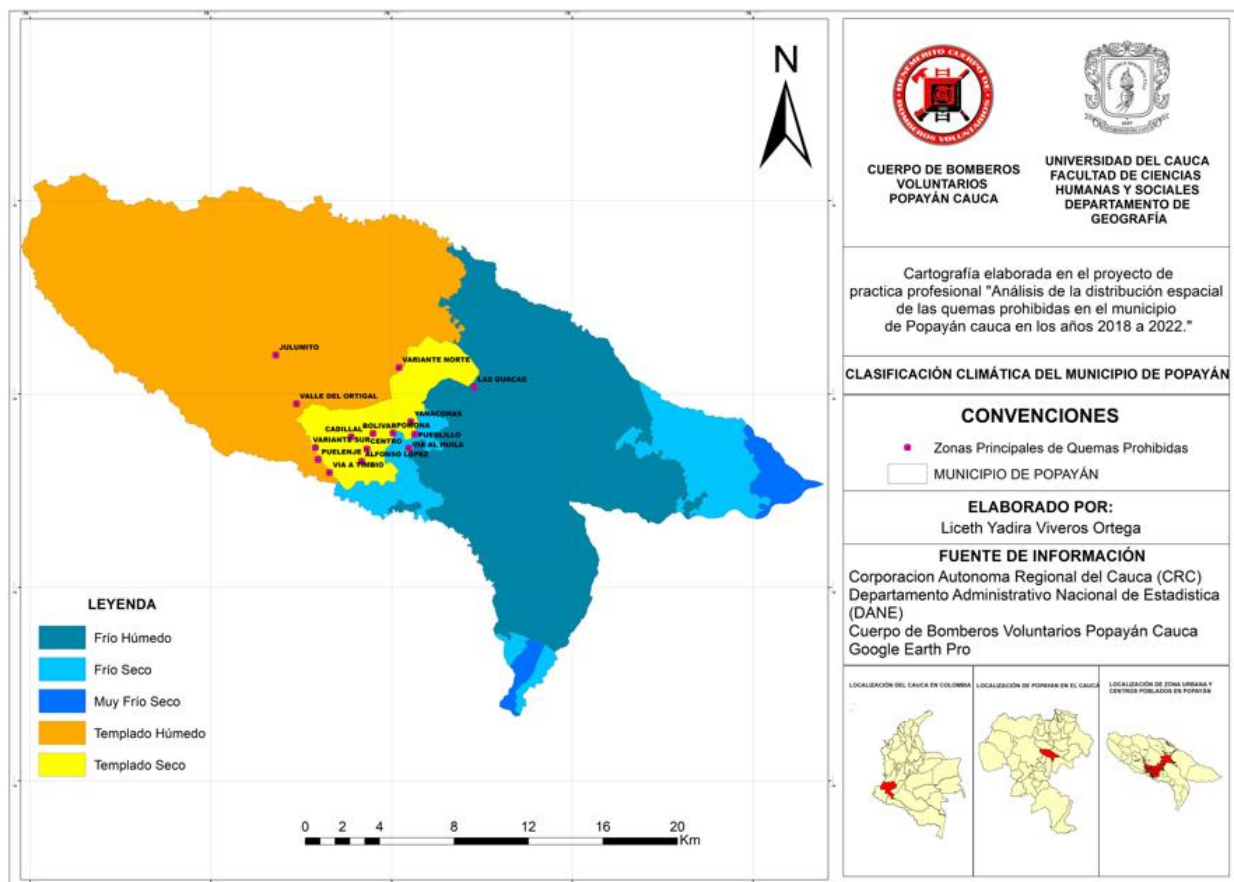 N
JULUMITO
VARIANTE NORTE
LAS GUACAS
VALLE DEL ORTIGAL
YANACONAS
BOLIVAR
POMONA
CADILLAL
PUEBLILLO
VARIANTE SUR
CENTRO
VIA AL HUILA
PUELENJE
ALFONSO LÓPEZ
VIA A TIMBIO
LEYENDA
Frío Húmedo
Frío Seco
Muy Frío Seco
Templado Húmedo
Templado Seco
0 2 4 8 12 16 20
Km
BENEMERITO CUERPO DE
BOMBEROS VOLUNTARIOS
CUERPO DE BOMBEROS
VOLUNTARIOS
POPAYÁN CAUCA
UNIVERSIDAD DEL CAUCA
FACULTAD DE CIENCIAS
HUMANAS Y SOCIALES
DEPARTAMENTO DE
GEOGRAFÍA
Cartografía elaborada en el proyecto de
practica profesional "Análisis de la distribución espacial
de las quemas prohibidas en el municipio
de Popayán cauca en los años 2018 a 2022."
CLASIFICACIÓN CLIMÁTICA DEL MUNICIPIO DE POPAYÁN
CONVENCIONES
Zonas Principales de Quemas Prohibidas
MUNICIPIO DE POPAYÁN
ELABORADO POR:
Liceth Yadira Viveros Ortega
FUENTE DE INFORMACIÓN
Corporacion Autonoma Regional del Cauca (CRC)
Departamento Administrativo Nacional de Estadistica
(DANE)
Cuerpo de Bomberos Voluntarios Popayán Cauca
Google Earth Pro
LOCALIZACIÓN DEL CAUCA EN COLOMBIA
LOCALIZACIÓN DE POPAYAN EN EL CAUCA
LOCALIZACIÓN DE ZONA URBANA Y
CENTROS POBLADOS EN POPAYÁN